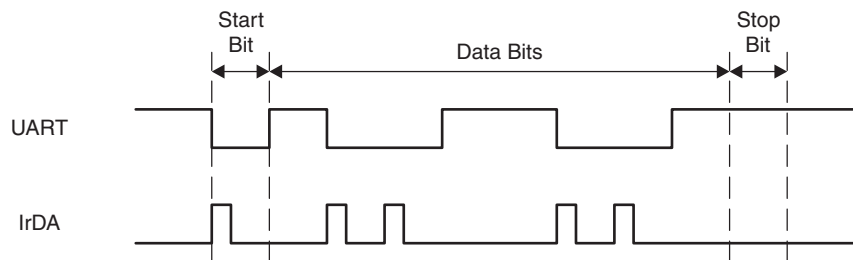 Start
Bit
Data Bits
Stop
Bit
UART
IrDA